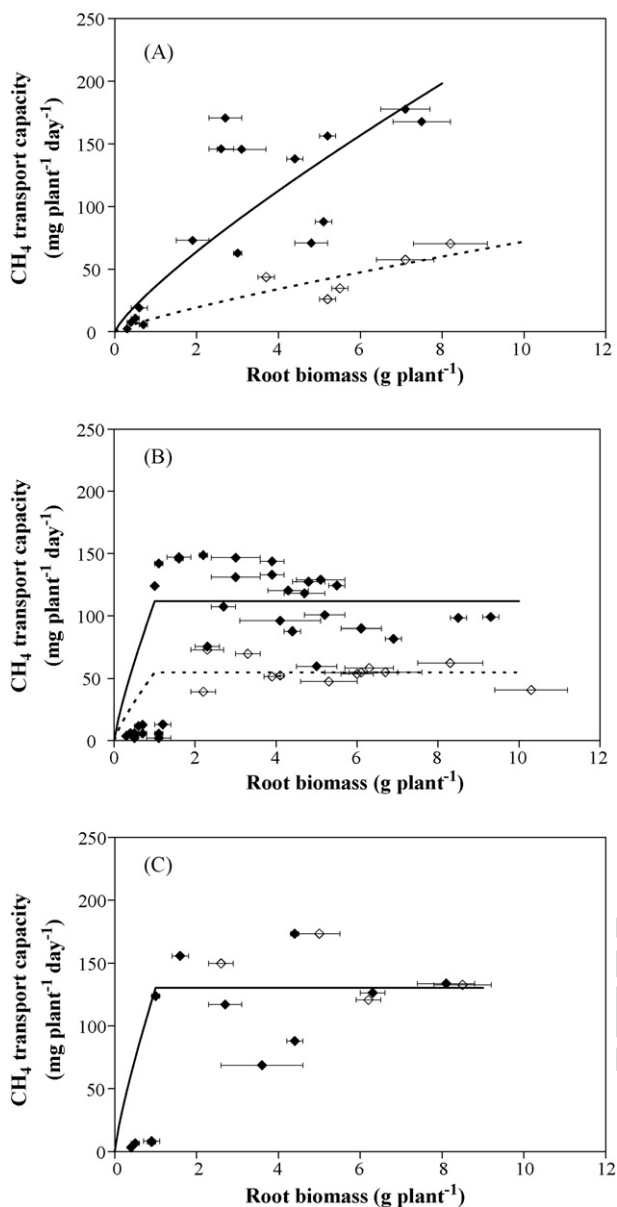 250
(A)
200
150
100
50
0
0 2 4 6 8 10 12
CH₄ transport capacity
(mg plant⁻¹ day⁻¹)
Root biomass (g plant⁻¹)
250
(B)
200
150
100
50
0
0 2 4 6 8 10 12
CH₄ transport capacity
(mg plant⁻¹ day⁻¹)
Root biomass (g plant⁻¹)
250
(C)
200
150
100
50
0
0 2 4 6 8 10 12
CH₄ transport capacity
(mg plant⁻¹ day⁻¹)
Root biomass (g plant⁻¹)